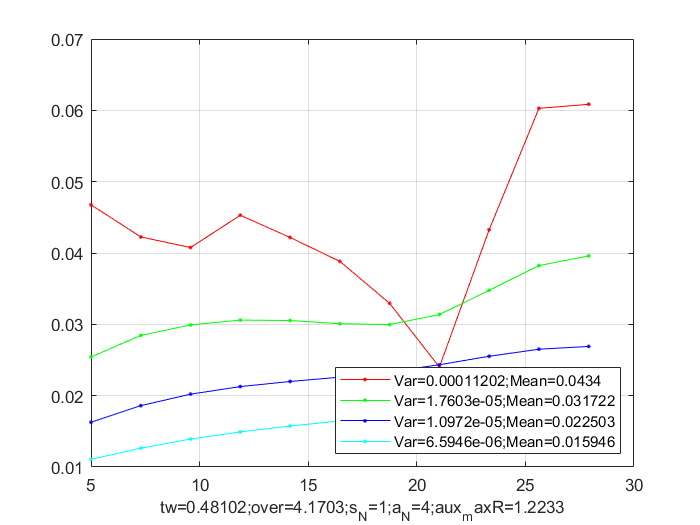 0.07
0.06
0.05
0.04
0.03
0.02
0.01
Var=0.00011202;Mean=0.0434
Var=1.7603e-05;Mean=0.031722
Var=1.0972e-05;Mean=0.022503
Var=6.5946e-06;Mean=0.015946
5 10 15 20 25 30
tw=0.48102;over=4.1703;s_N=1;a_N=4;aux_maxR=1.2233